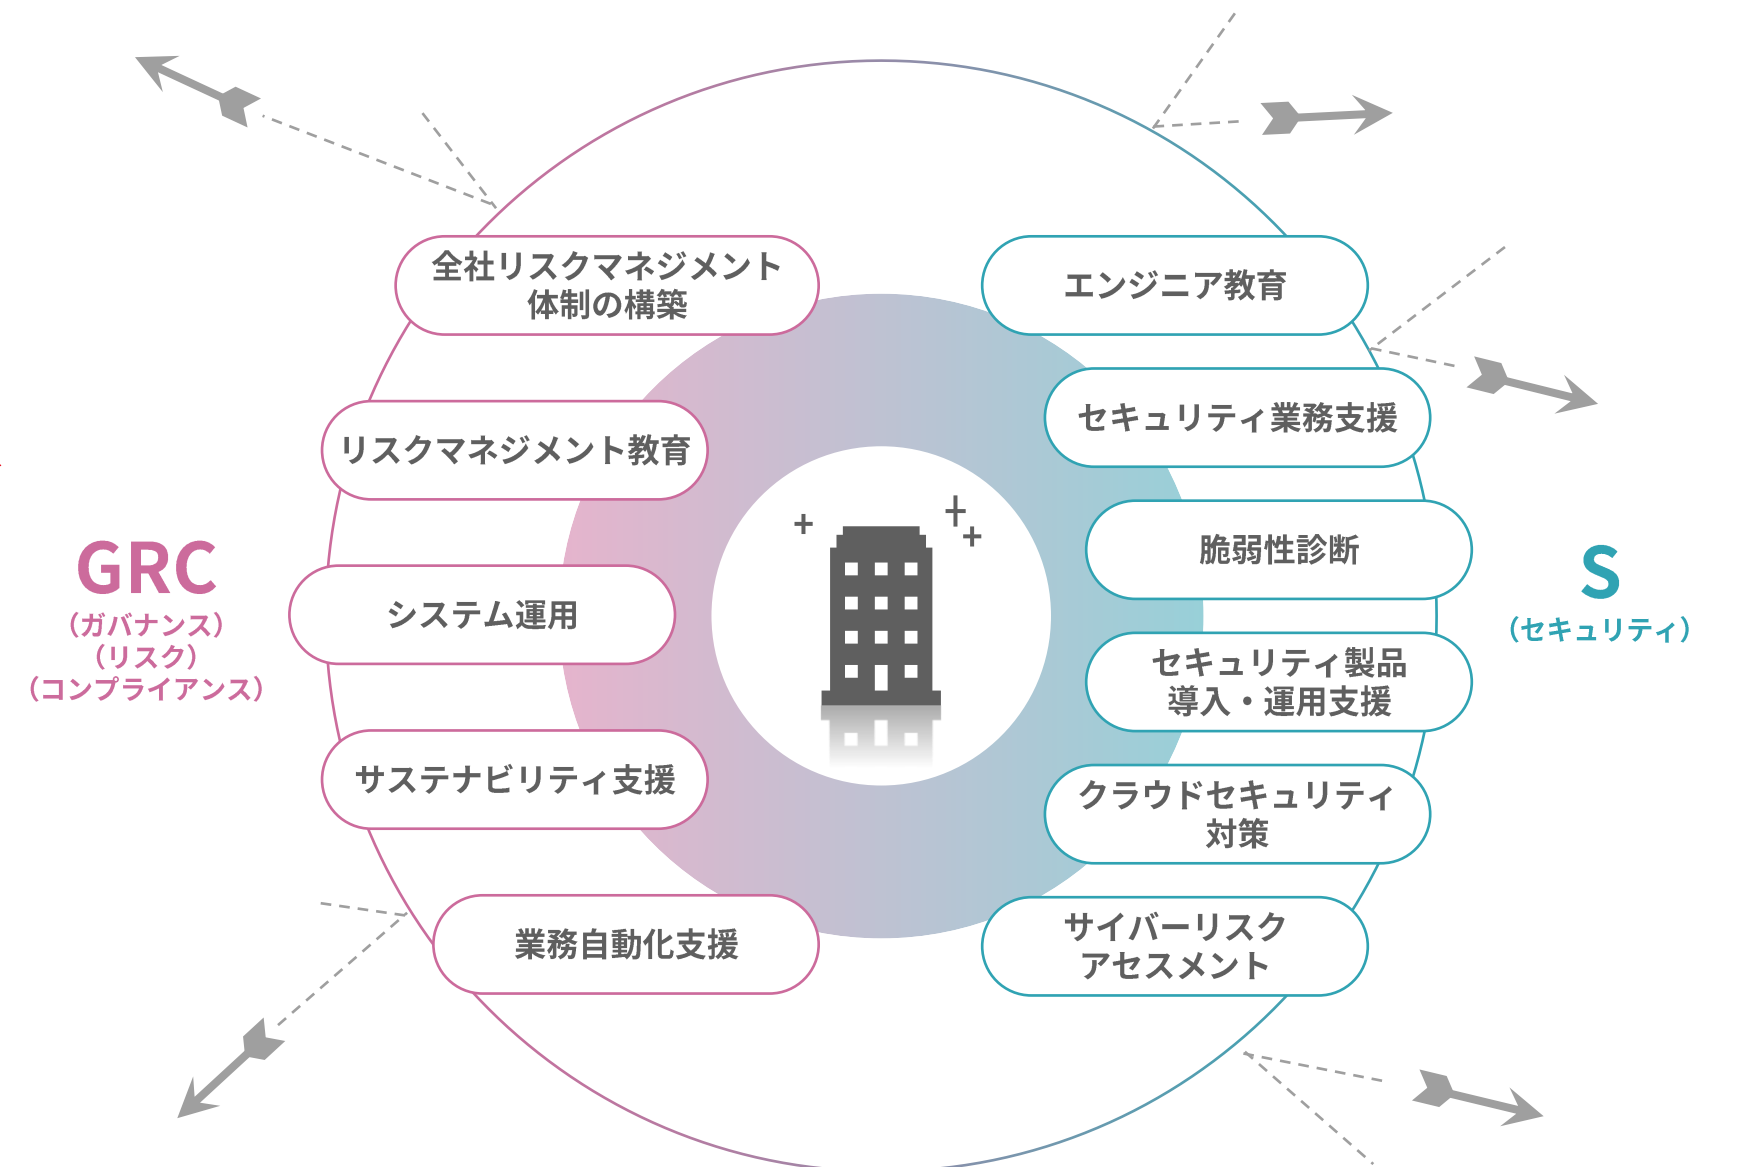 全社リスクマネジメント
体制の構築
リスクマネジメント教育
システム運用
サステナビリティ支援
業務自動化支援
GRC
（ガバナンス）
（リスク）
（コンプライアンス）
エンジニア教育
セキュリティ業務支援
脆弱性診断
セキュリティ製品
導入・運用支援
クラウドセキュリティ
対策
サイバーリスク
アセスメント
S
（セキュリティ）